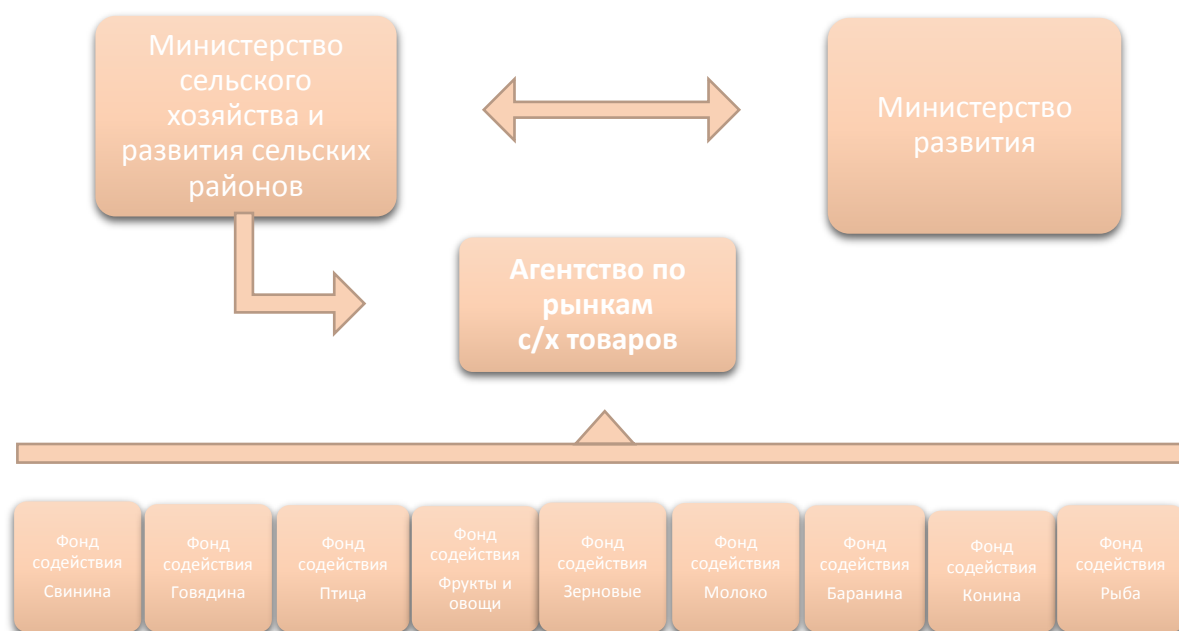 Министерство
сельского
хозяйства и
развития сельских
районов
Министерство
развития
Агентство по
рынкам
с/х товаров
Фонд
содействия
Свинина
Фонд
содействия
Говядина
Фонд
содействия
Птица
Фонд
содействия
Фрукты и
овощи
Фонд
содействия
Зерновые
Фонд
содействия
Молоко
Фонд
содействия
Баранина
Фонд
содействия
Конина
Фонд
содействия
Рыба